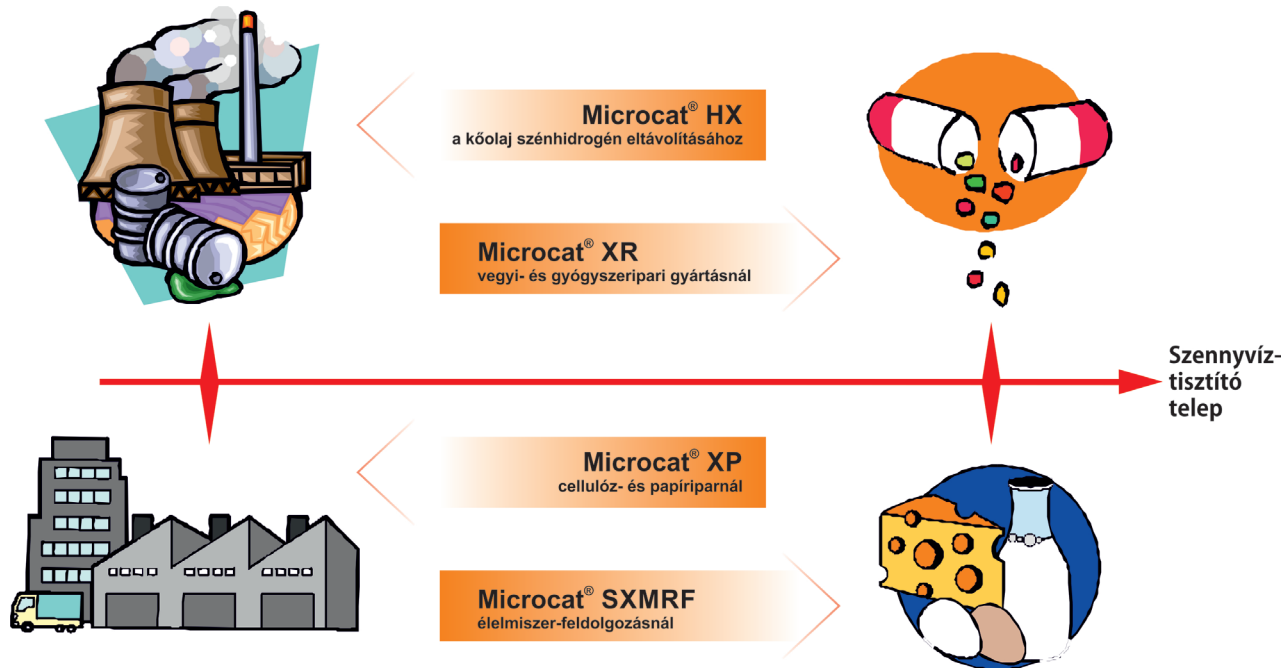 Microcat® HX
a kőolaj szénhidrogén eltávolításához
Microcat® XR
vegyi- és gyógyszeripari gyártásnál
Szennyvíz-
tisztító
telep
Microcat® XP
cellulóz- és papíriparnál
Microcat® SXMRF
élelmiszer-feldolgozásnál